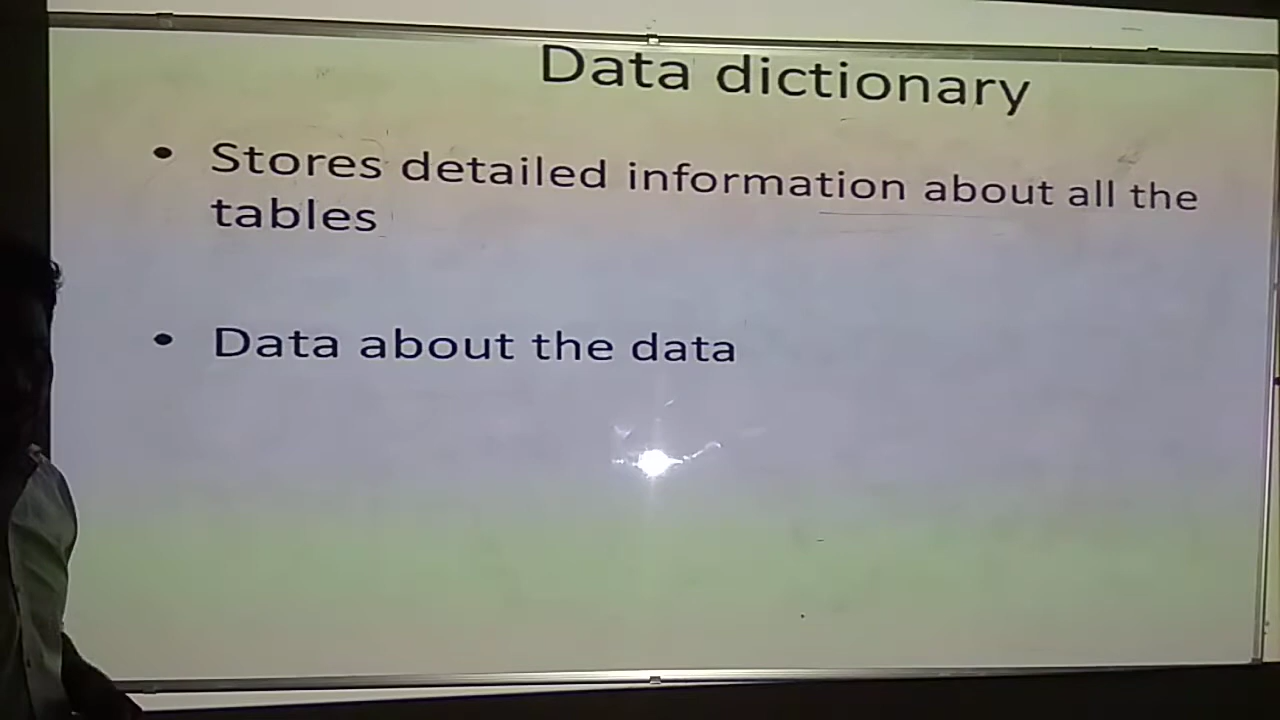 Data dictionary
• Stores detailed information about all the
tables
• Data about the data